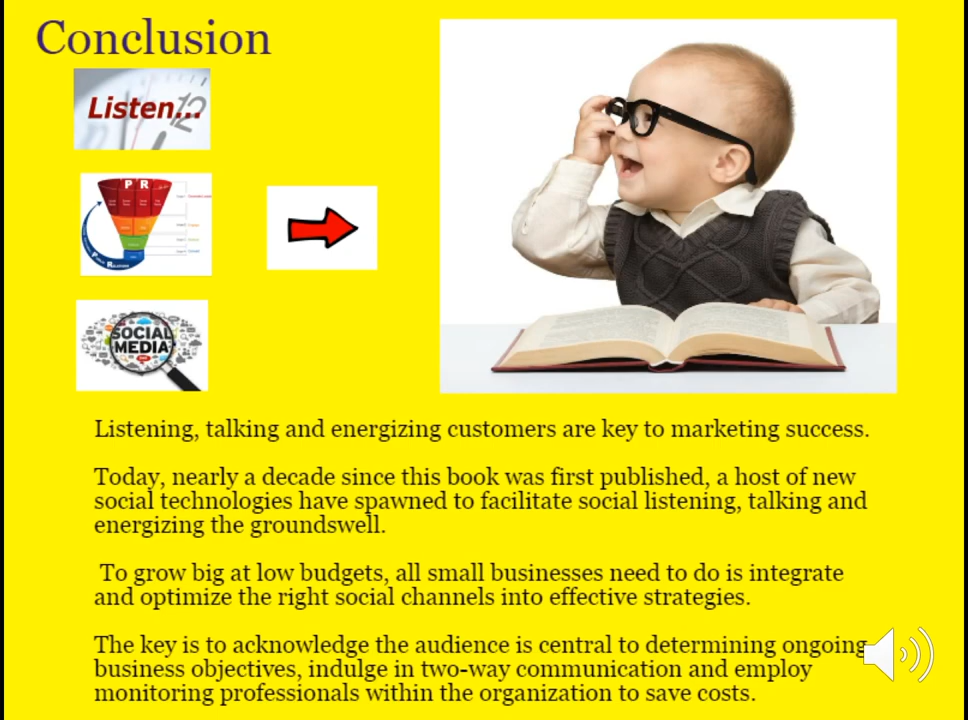 Conclusion
Listen...
P R
SOCIAL
MEDIA
Listening, talking and energizing customers are key to marketing success.
Today, nearly a decade since this book was first published, a host of new
social technologies have spawned to facilitate social listening, talking and
energizing the groundswell.
To grow big at low budgets, all small businesses need to do is integrate
and optimize the right social channels into effective strategies.
The key is to acknowledge the audience is central to determining ongoing
business objectives, indulge in two-way communication and employ
monitoring professionals within the organization to save costs.